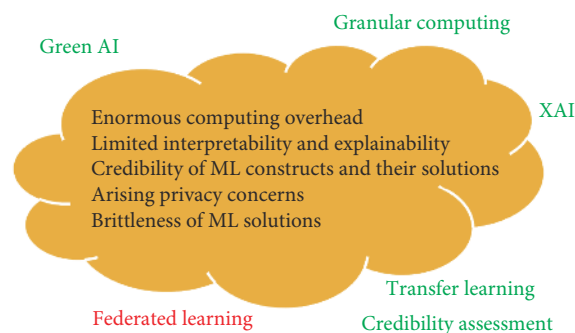 Granular computing
Green AI
XAI
Enormous computing overhead
Limited interpretability and explainability
Credibility of ML constructs and their solutions
Arising privacy concerns
Brittleness of ML solutions
Transfer learning
Federated learning
Credibility assessment